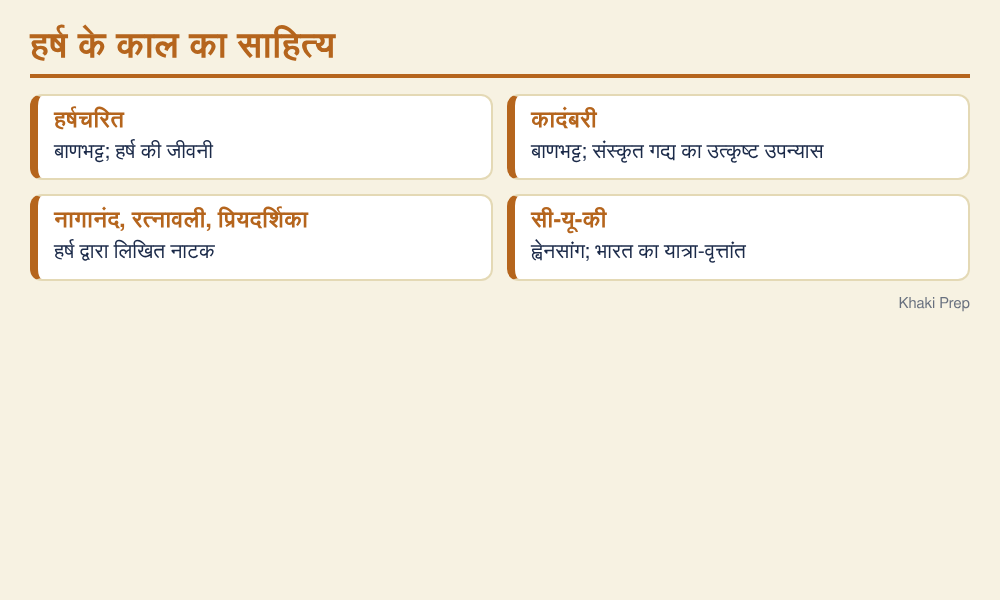 हर्ष के काल का साहित्य
हर्षचरित
बाणभट्ट; हर्ष की जीवनी
कादंबरी
बाणभट्ट; संस्कृत गद्य का उत्कृष्ट उपन्यास
नागानंद, रत्नावली, प्रियदर्शिका
हर्ष द्वारा लिखित नाटक
सी-यू-की
ह्वेनसांग; भारत का यात्रा-वृत्तांत
Khaki Prep